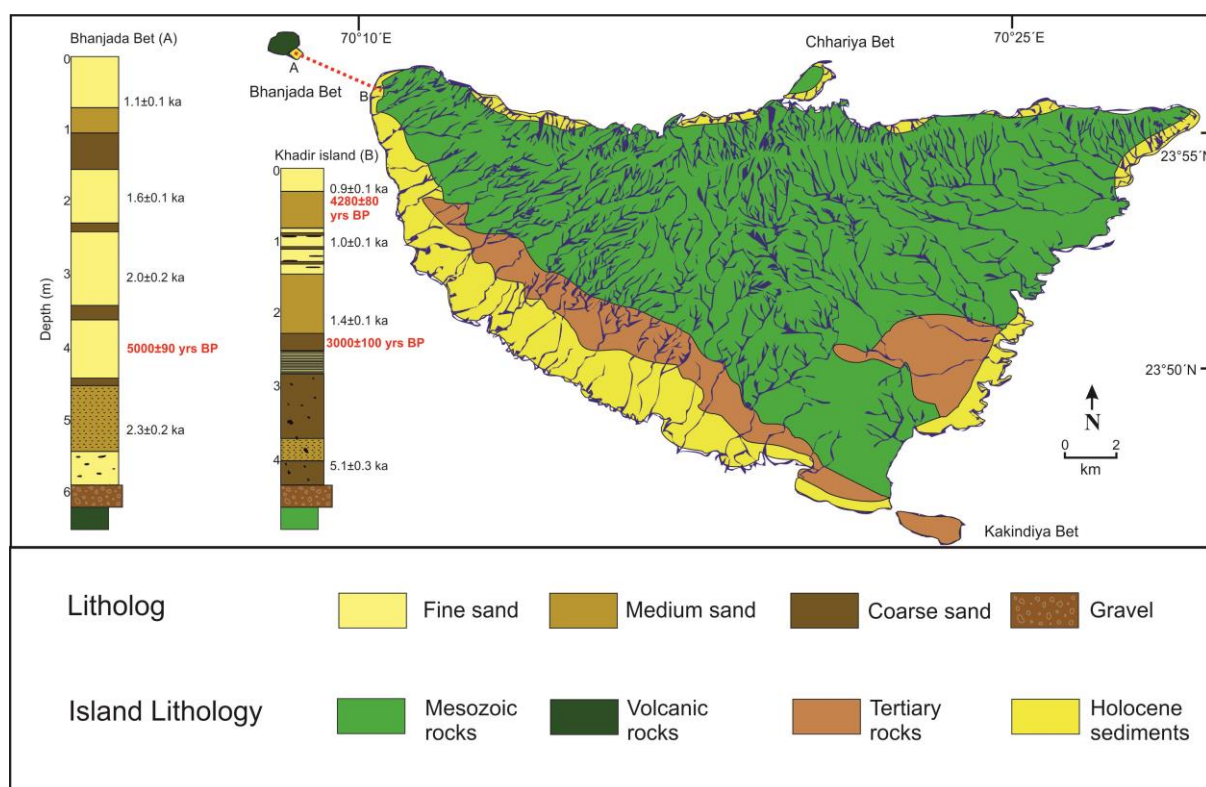 Bhanjada Bet (A)
0
1
2
3
4
5
6
Depth (m)
1.1±0.1 ka
1.6±0.1 ka
2.0±0.2 ka
5000±90 yrs BP
2.3±0.2 ka
A
Bhanjada Bet
B
70°10´E
Khadir island (B)
0
1
2
3
4
0.9±0.1 ka
4280±80
yrs BP
1.0±0.1 ka
1.4±0.1 ka
3000±100 yrs BP
5.1±0.3 ka
Chhariya Bet
70°25´E
23°55´N
23°50´N
N
0 2
km
Kakindiya Bet
Litholog
Fine sand
Medium sand
Coarse sand
Gravel
Island Lithology
Mesozoic
rocks
Volcanic
rocks
Tertiary
rocks
Holocene
sediments